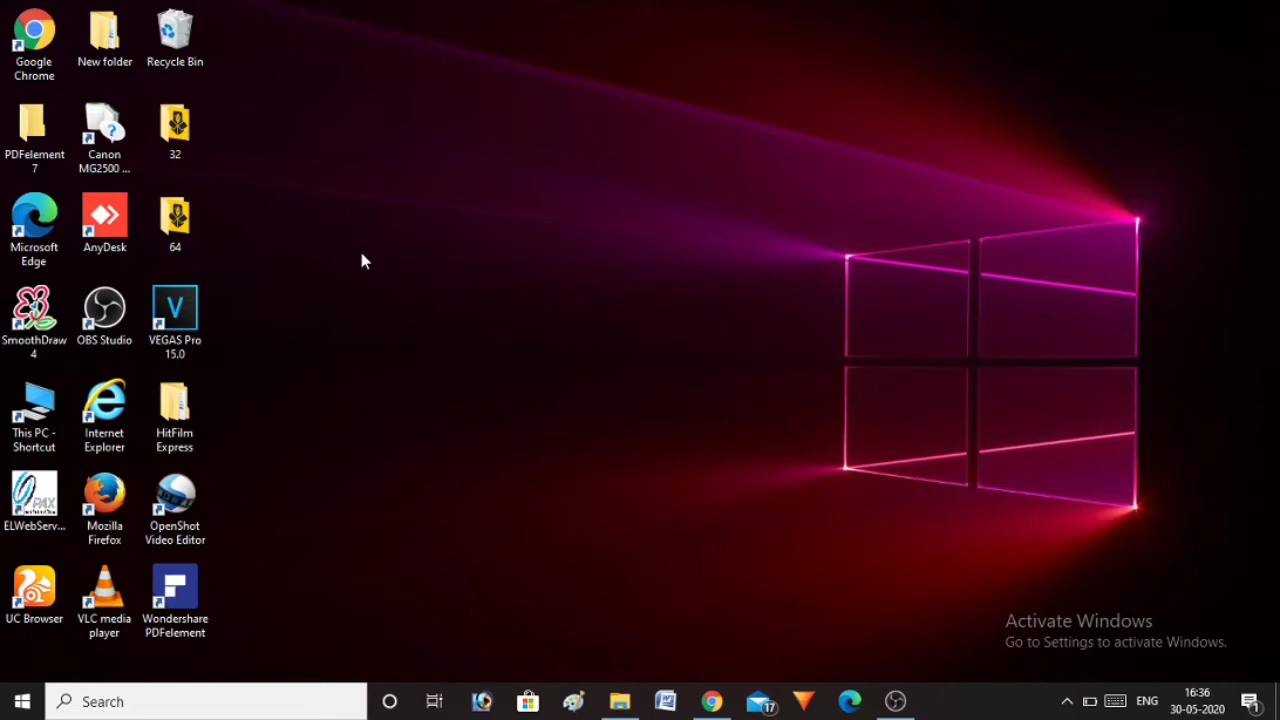 Google
Chrome
New folder
Recycle Bin
PDFelement
7
Canon
MG2500 ...
32
Microsoft
Edge
AnyDesk
64
SmoothDraw
4
OBS Studio
VEGAS Pro
15.0
This PC -
Shortcut
Internet
Explorer
HitFilm
Express
PAX
ELWebServ...
Mozilla
Firefox
OpenShot
Video Editor
UC Browser
VLC media
player
Wondershare
PDFelement
Activate Windows
Go to Settings to activate Windows.
Search
17
ENG
16:36
30-05-2020
1